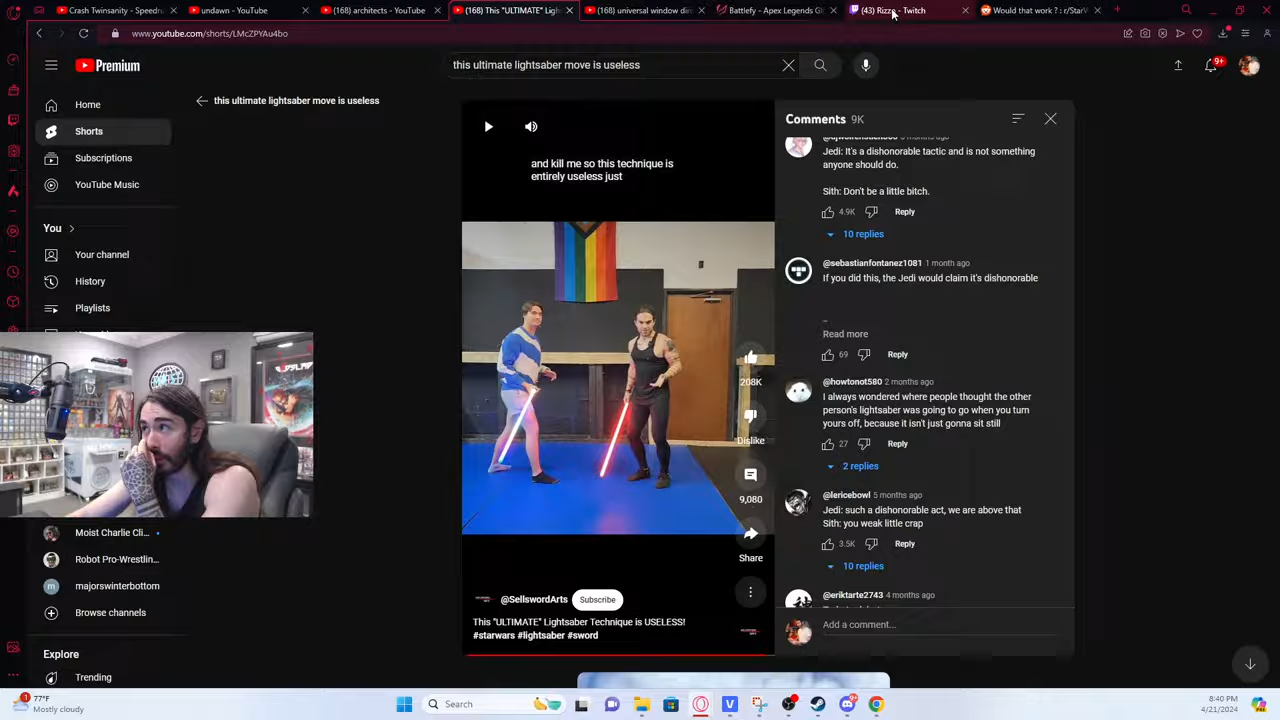 Crash Twinsanity - Speedru
undawn - YouTube
(168) architects - YouTube
(168) This "ULTIMATE" Ligh
(168) universal window dire
Battlefy - Apex Legends Gl
(43) Rizzo - Twitch
Would that work ? : r/StarV
www.youtube.com/shorts/LMcZPYAu4bo
Premium
this ultimate lightsaber move is useless
9+
Home
Shorts
Subscriptions
YouTube Music
You
Your channel
History
Playlists
this ultimate lightsaber move is useless
and kill me so this technique is
entirely useless just
208K
Dislike
9,080
Share
@SellswordArts
Subscribe
This "ULTIMATE" Lightsaber Technique is USELESS!
#starwars #lightsaber #sword
Comments 9K
Jedi: It's a dishonorable tactic and is not something
anyone should do.
Sith: Don't be a little bitch.
4.9K
Reply
10 replies
@sebastianfontanez1081 1 month ago
If you did this, the Jedi would claim it's dishonorable
_
Read more
69
Reply
@howtonot580 2 months ago
I always wondered where people thought the other
person's lightsaber was going to go when you turn
yours off, because it isn't just gonna sit still
27
Reply
2 replies
@lericebowl 5 months ago
Jedi: such a dishonorable act, we are above that
Sith: you weak little crap
3.5K
Reply
10 replies
@eriktarte2743 4 months ago
Add a comment...
Moist Charlie Cli...
Robot Pro-Wrestlin...
majorswinterbottom
Browse channels
Explore
Trending
1
77°F
Mostly cloudy
Search
8:40 PM
4/21/2024